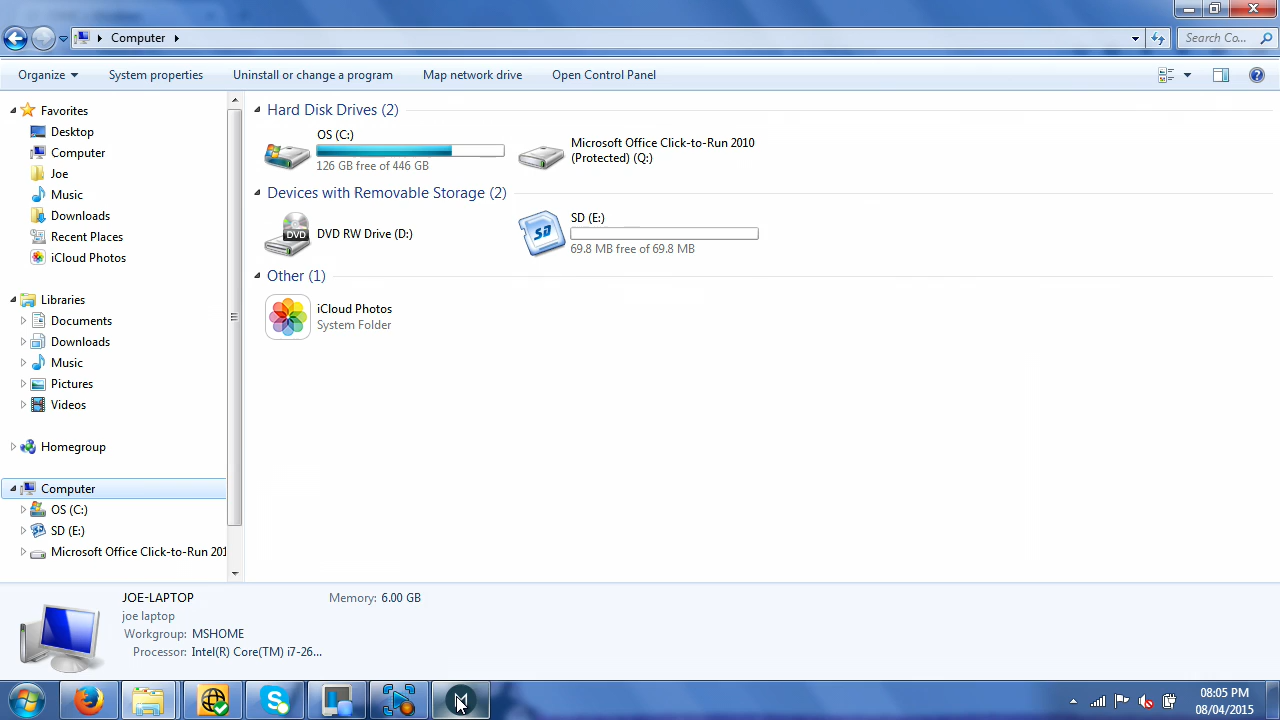 Computer
Search Co...
Organize
System properties
Uninstall or change a program
Map network drive
Open Control Panel
Favorites
Desktop
Computer
Joe
Music
Downloads
Recent Places
iCloud Photos
Libraries
Documents
Downloads
Music
Pictures
Videos
Homegroup
Computer
OS (C:)
SD (E:)
Microsoft Office Click-to-Run 201
Hard Disk Drives (2)
OS (C:)
126 GB free of 446 GB
Microsoft Office Click-to-Run 2010
(Protected) (Q:)
Devices with Removable Storage (2)
DVD
DVD RW Drive (D:)
SD
SD (E:)
69.8 MB free of 69.8 MB
Other (1)
iCloud Photos
System Folder
JOE-LAPTOP
Memory: 6.00 GB
joe laptop
Workgroup: MSHOME
Processor: Intel(R) Core(TM) i7-26...
08:05 PM
08/04/2015